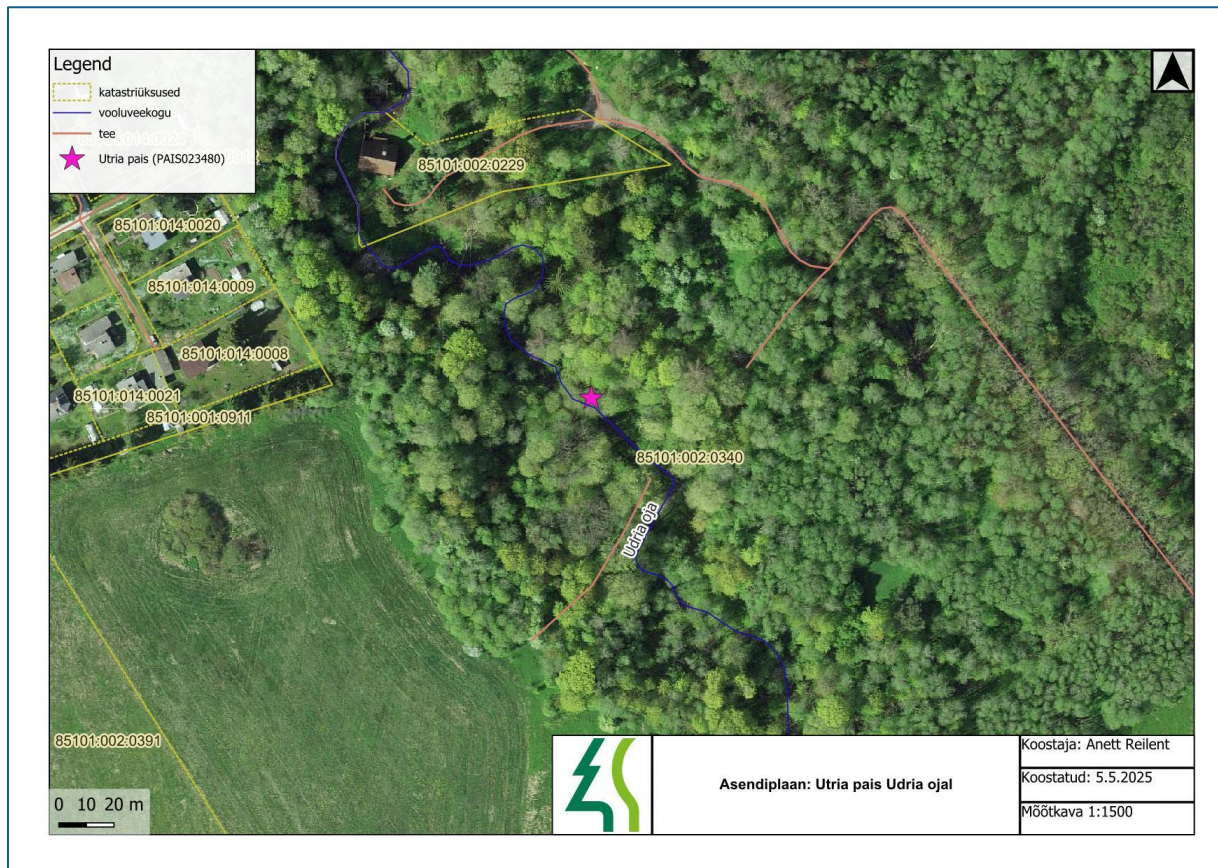 Legend
katastriüksused
vooluveekogu
tee
Utria pais (PAIS023480)
85101:002:0229
85101:014:0020
85101:014:0009
85101:014:0008
85101:014:0021
85101:001:0911
85101:002:0340
Udria oja
85101:002:0391
0 10 20 m
Asendiplaan: Utria pais Udria ojal
Koostaja: Anett Reilent
Koostatud: 5.5.2025
Mõõtkava 1:1500